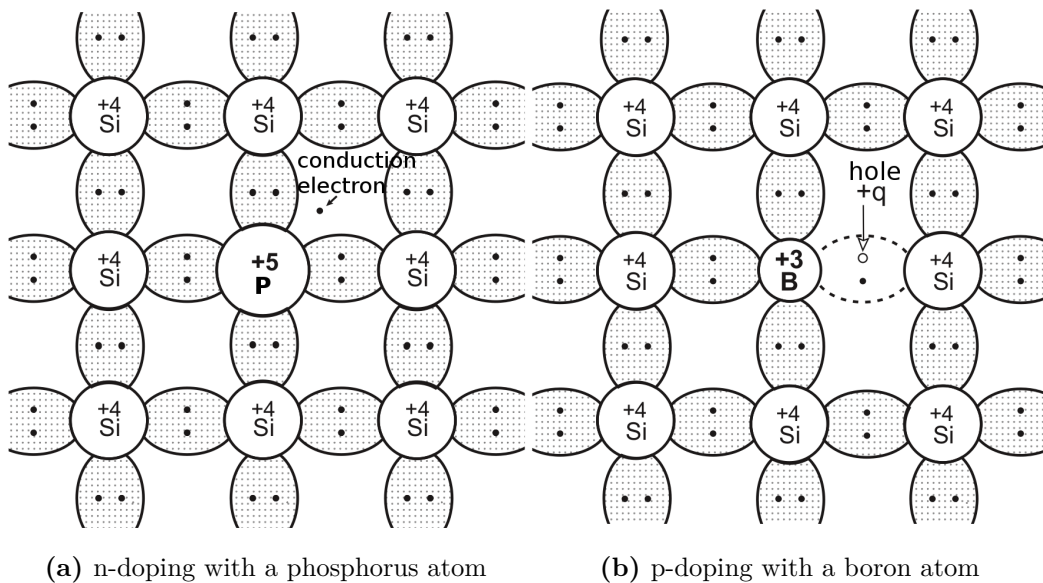 +4
Si
+4
Si
+4
Si
conduction
electron
+4
Si
+5
P
+4
Si
+4
Si
+4
Si
+4
Si
(a) n-doping with a phosphorus atom
+4
Si
+4
Si
+4
Si
hole
+q
+4
Si
+3
B
+4
Si
+4
Si
+4
Si
+4
Si
(b) p-doping with a boron atom